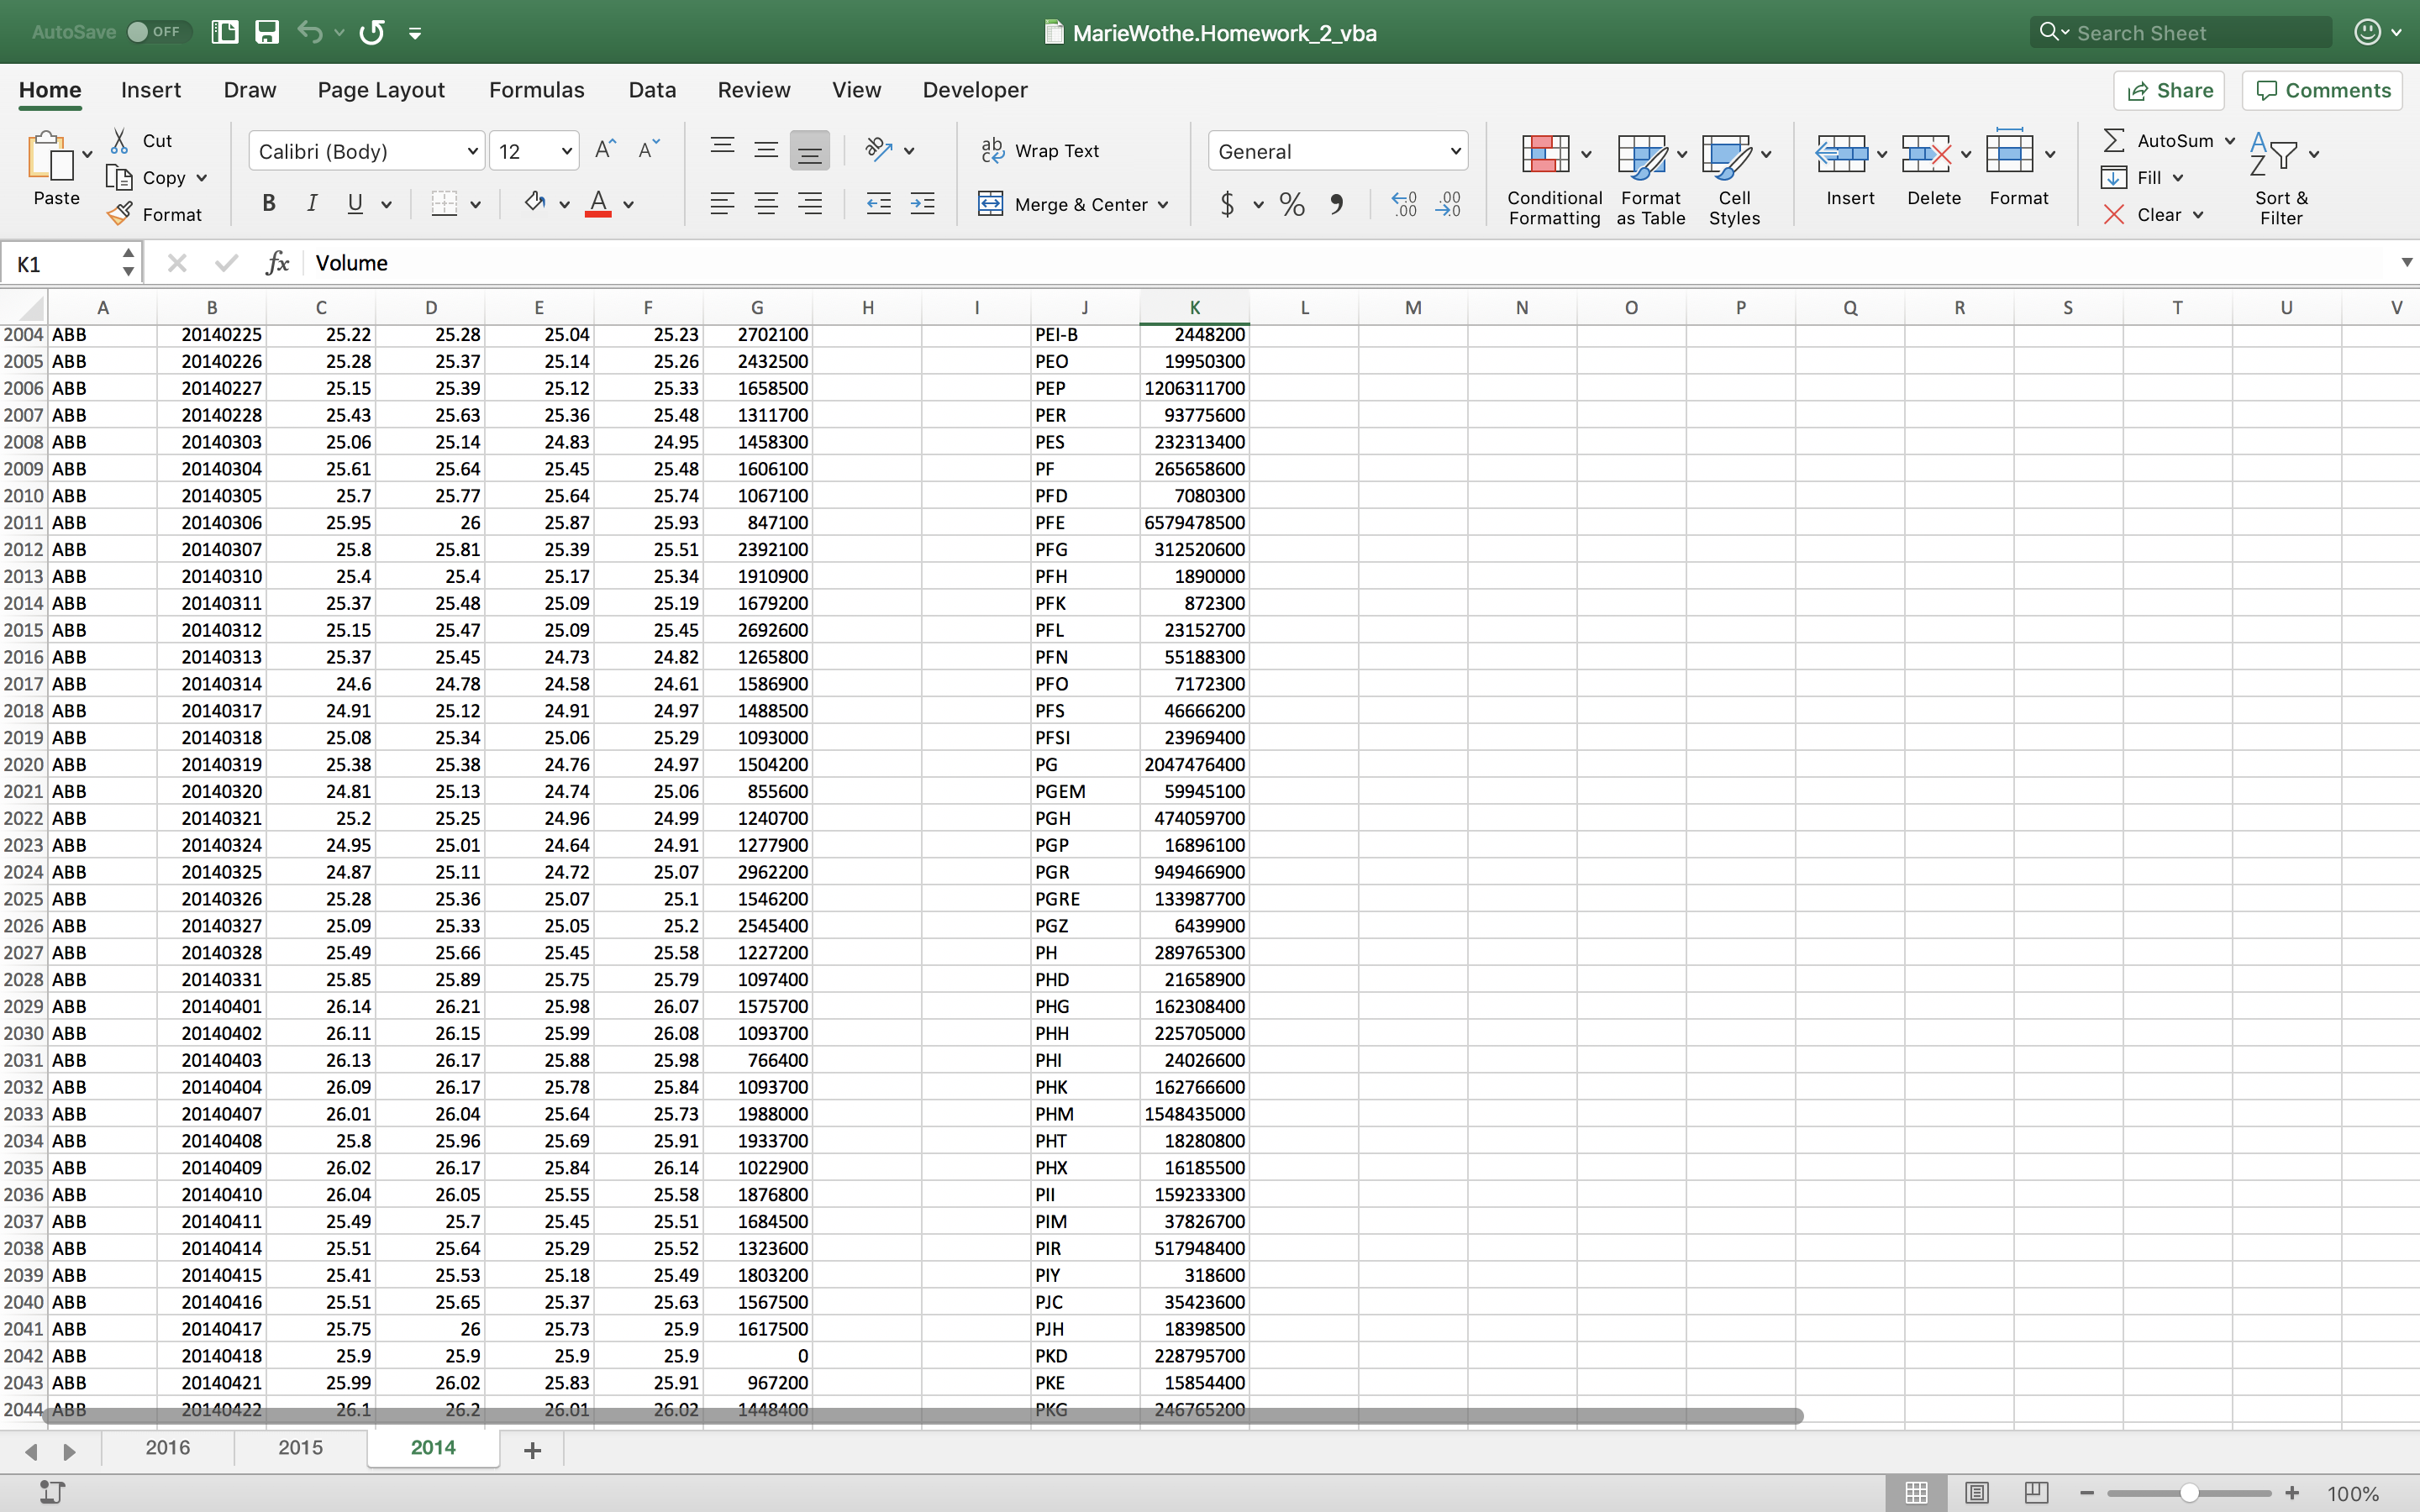 AutoSave OFF MarieWothe.Homework_2_vba Search Sheet
Home Insert Draw Page Layout Formulas Data Review View Developer Share Comments
Paste Cut Copy Format Calibri (Body) 12 Wrap Text General Conditional Formatting Format as Table Cell Styles Insert Delete Format AutoSum Fill Clear Sort & Filter
B I U A Merge & Center $ % .00 .00
K1 fx Volume
A B C D E F G H I J K L M N O P Q R S T U V
2004 ABB 20140225 25.22 25.28 25.04 25.23 2702100 PEI-B 2448200
2005 ABB 20140226 25.28 25.37 25.14 25.26 2432500 PEO 19950300
2006 ABB 20140227 25.15 25.39 25.12 25.33 1658500 PEP 1206311700
2007 ABB 20140228 25.43 25.63 25.36 25.48 1311700 PER 93775600
2008 ABB 20140303 25.06 25.14 24.83 24.95 1458300 PES 232313400
2009 ABB 20140304 25.61 25.64 25.45 25.48 1606100 PF 265658600
2010 ABB 20140305 25.7 25.77 25.64 25.74 1067100 PFD 7080300
2011 ABB 20140306 25.95 26 25.87 25.93 847100 PFE 6579478500
2012 ABB 20140307 25.8 25.81 25.39 25.51 2392100 PFG 312520600
2013 ABB 20140310 25.4 25.4 25.17 25.34 1910900 PFH 1890000
2014 ABB 20140311 25.37 25.48 25.09 25.19 1679200 PFK 872300
2015 ABB 20140312 25.15 25.47 25.09 25.45 2692600 PFL 23152700
2016 ABB 20140313 25.37 25.45 24.73 24.82 1265800 PFN 55188300
2017 ABB 20140314 24.6 24.78 24.58 24.61 1586900 PFO 7172300
2018 ABB 20140317 24.91 25.12 24.91 24.97 1488500 PFS 46666200
2019 ABB 20140318 25.08 25.34 25.06 25.29 1093000 PFSI 23969400
2020 ABB 20140319 25.38 25.38 24.76 24.97 1504200 PG 2047476400
2021 ABB 20140320 24.81 25.13 24.74 25.06 855600 PGEM 59945100
2022 ABB 20140321 25.2 25.25 24.96 24.99 1240700 PGH 474059700
2023 ABB 20140324 24.95 25.01 24.64 24.91 1277900 PGP 16896100
2024 ABB 20140325 24.87 25.11 24.72 25.07 2962200 PGR 949466900
2025 ABB 20140326 25.28 25.36 25.07 25.1 1546200 PGRE 133987700
2026 ABB 20140327 25.09 25.33 25.05 25.2 2545400 PGZ 6439900
2027 ABB 20140328 25.49 25.66 25.45 25.58 1227200 PH 289765300
2028 ABB 20140331 25.85 25.89 25.75 25.79 1097400 PHD 21658900
2029 ABB 20140401 26.14 26.21 25.98 26.07 1575700 PHG 162308400
2030 ABB 20140402 26.11 26.15 25.99 26.08 1093700 PHH 225705000
2031 ABB 20140403 26.13 26.17 25.88 25.98 766400 PHI 24026600
2032 ABB 20140404 26.09 26.17 25.78 25.84 1093700 PHK 162766600
2033 ABB 20140407 26.01 26.04 25.64 25.73 1988000 PHM 1548435000
2034 ABB 20140408 25.8 25.96 25.69 25.91 1933700 PHT 18280800
2035 ABB 20140409 26.02 26.17 25.84 26.14 1022900 PHX 16185500
2036 ABB 20140410 26.04 26.05 25.55 25.58 1876800 PII 159233300
2037 ABB 20140411 25.49 25.7 25.45 25.51 1684500 PIM 37826700
2038 ABB 20140414 25.51 25.64 25.29 25.52 1323600 PIR 517948400
2039 ABB 20140415 25.41 25.53 25.18 25.49 1803200 PIY 318600
2040 ABB 20140416 25.51 25.65 25.37 25.63 1567500 PJC 35423600
2041 ABB 20140417 25.75 26 25.73 25.9 1617500 PJH 18398500
2042 ABB 20140418 25.9 25.9 25.9 25.9 0 PKD 228795700
2043 ABB 20140421 25.99 26.02 25.83 25.91 967200 PKE 15854400
2044 ABB 20140422 26.1 26.2 26.01 26.02 1448400 PKG 246765200
2016 2015 2014 +
100%